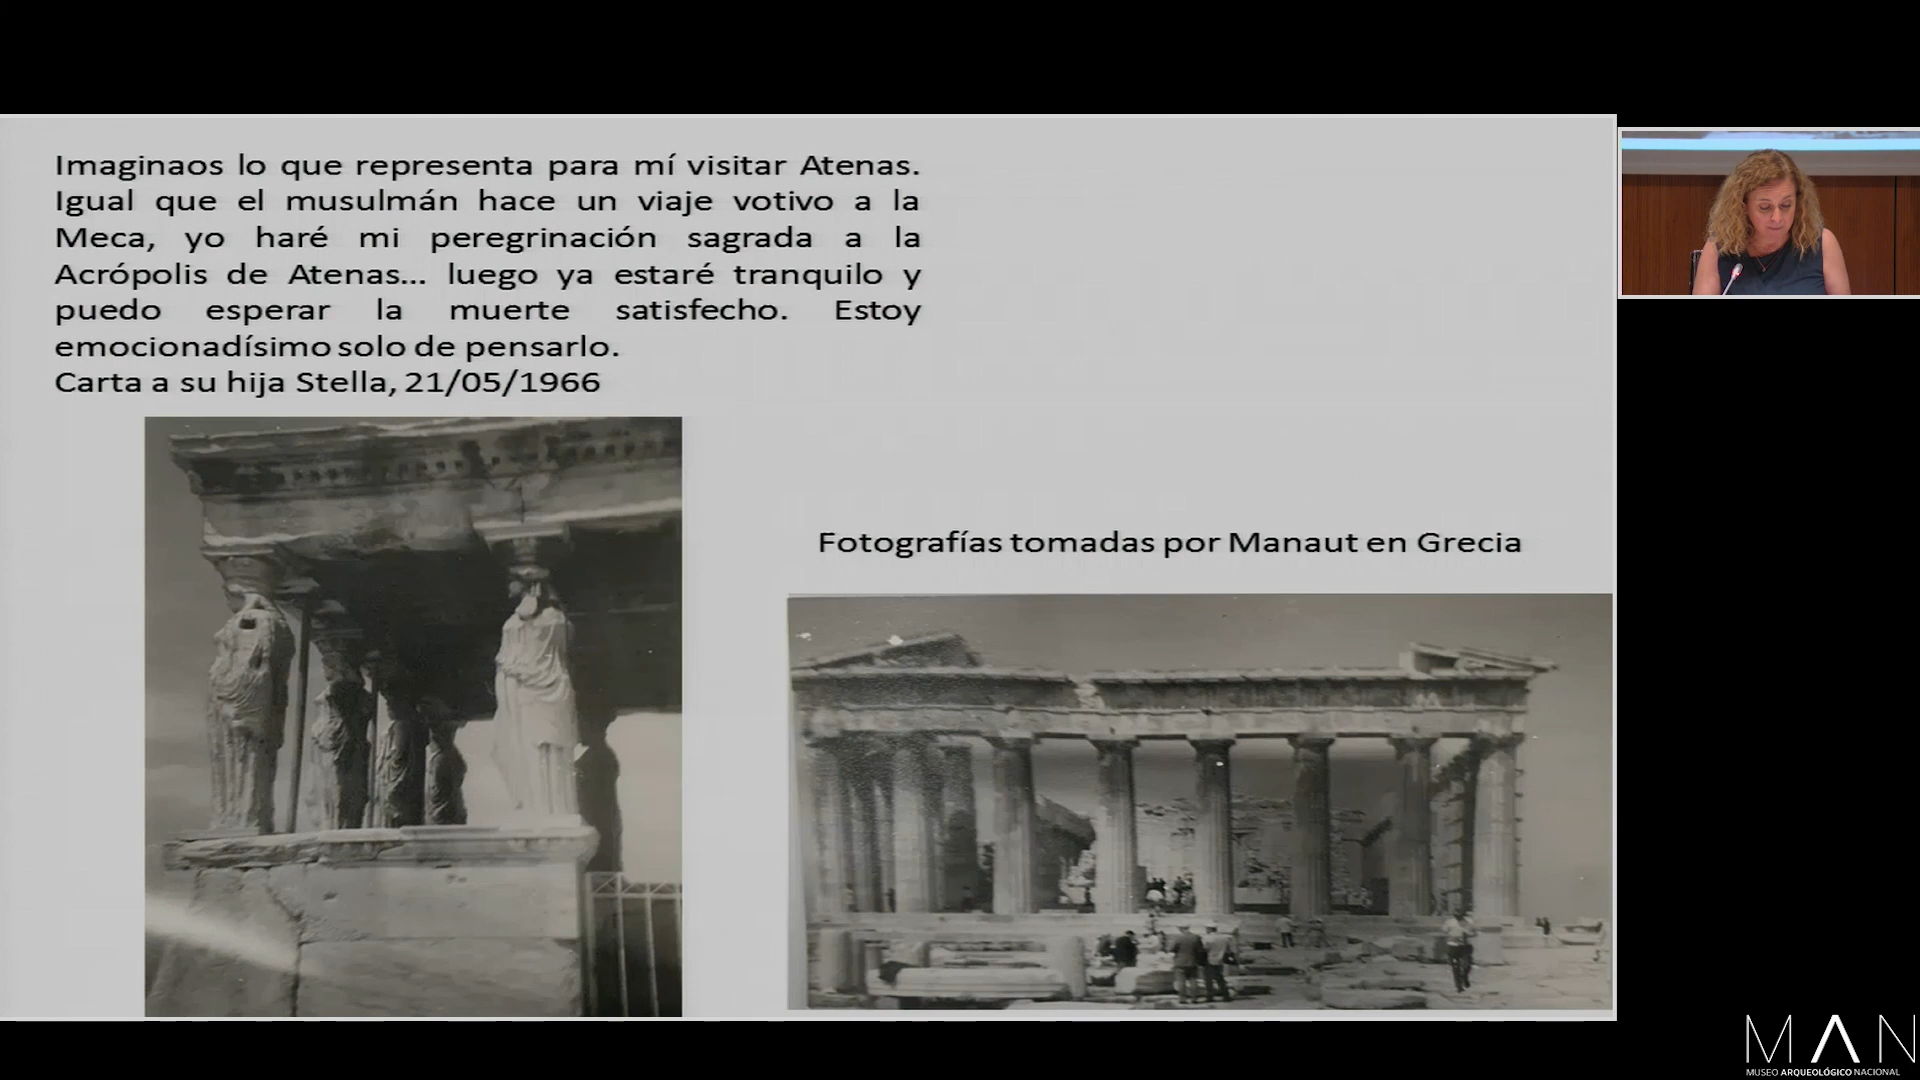 Imaginaos lo que representa para mí visitar Atenas.
Igual que el musulmán hace un viaje votivo a la
Meca, yo haré mi peregrinación sagrada a la
Acrópolis de Atenas... luego ya estaré tranquilo y
puedo esperar la muerte satisfecho. Estoy
emocionadísimo solo de pensarlo.
Carta a su hija Stella, 21/05/1966
Fotografías tomadas por Manaut en Grecia
MAN
MUSEO ARQUEOLÓGICO NACIONAL